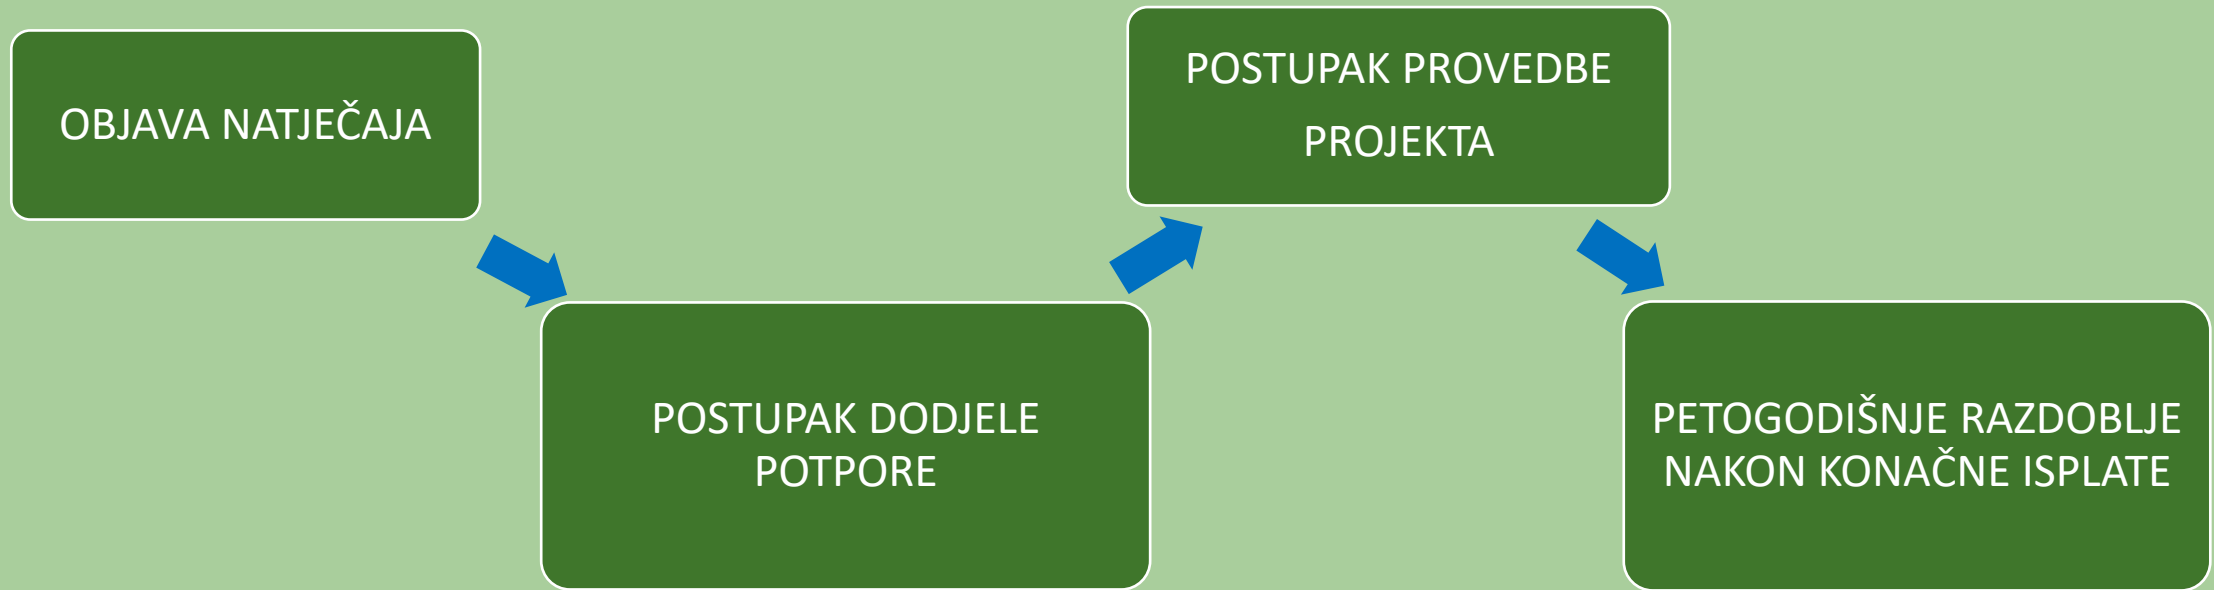 OBJAVA NATJEČAJA
POSTUPAK DODJELE
POTPORE
POSTUPAK PROVEDBE
PROJEKTA
PETOGODIŠNJE RAZDOBLJE
NAKON KONAČNE ISPLATE